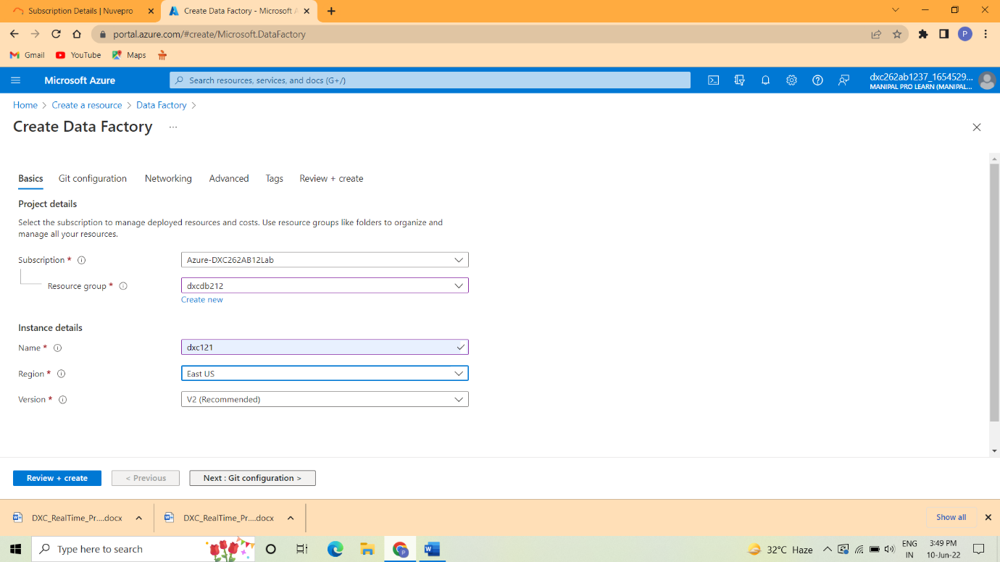 Subscription Details | Nuvepro
Create Data Factory - Microsoft A
portal.azure.com/#create/Microsoft.DataFactory
P
Gmail
YouTube
Maps
Microsoft Azure
Search resources, services, and docs (G+/)
dxc262ab1237_1654529...
MANIPAL PRO LEARN (MANIPAL...
Home > Create a resource > Data Factory >
Create Data Factory ...
Basics Git configuration Networking Advanced Tags Review + create
Project details
Select the subscription to manage deployed resources and costs. Use resource groups like folders to organize and
manage all your resources.
Subscription * Azure-DXC262AB12Lab
Resource group * dxcdb212
Create new
Instance details
Name * dxc121
Region * East US
Version * V2 (Recommended)
Review + create < Previous Next : Git configuration >
DXC_RealTime_Pr....docx DXC_RealTime_Pr....docx Show all
Type here to search
32°C Haze
ENG
IN
3:49 PM
10-Jun-22